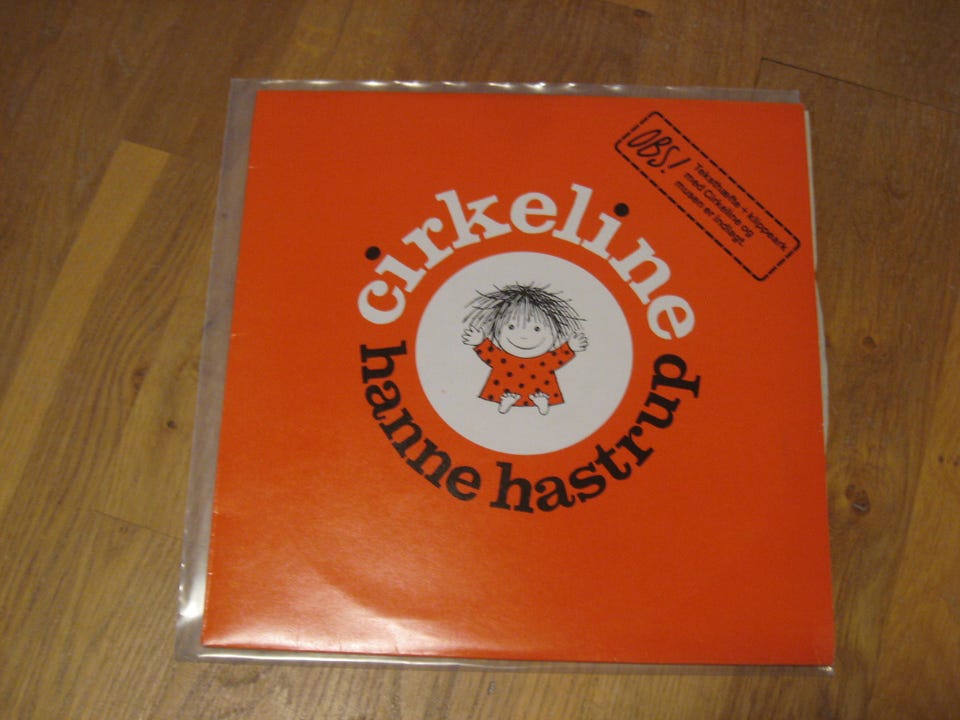 cirkeline
hanne hastrup
OBS!
Teksthæfte + klippeark
med Cirkeline og
musen er indlagt.